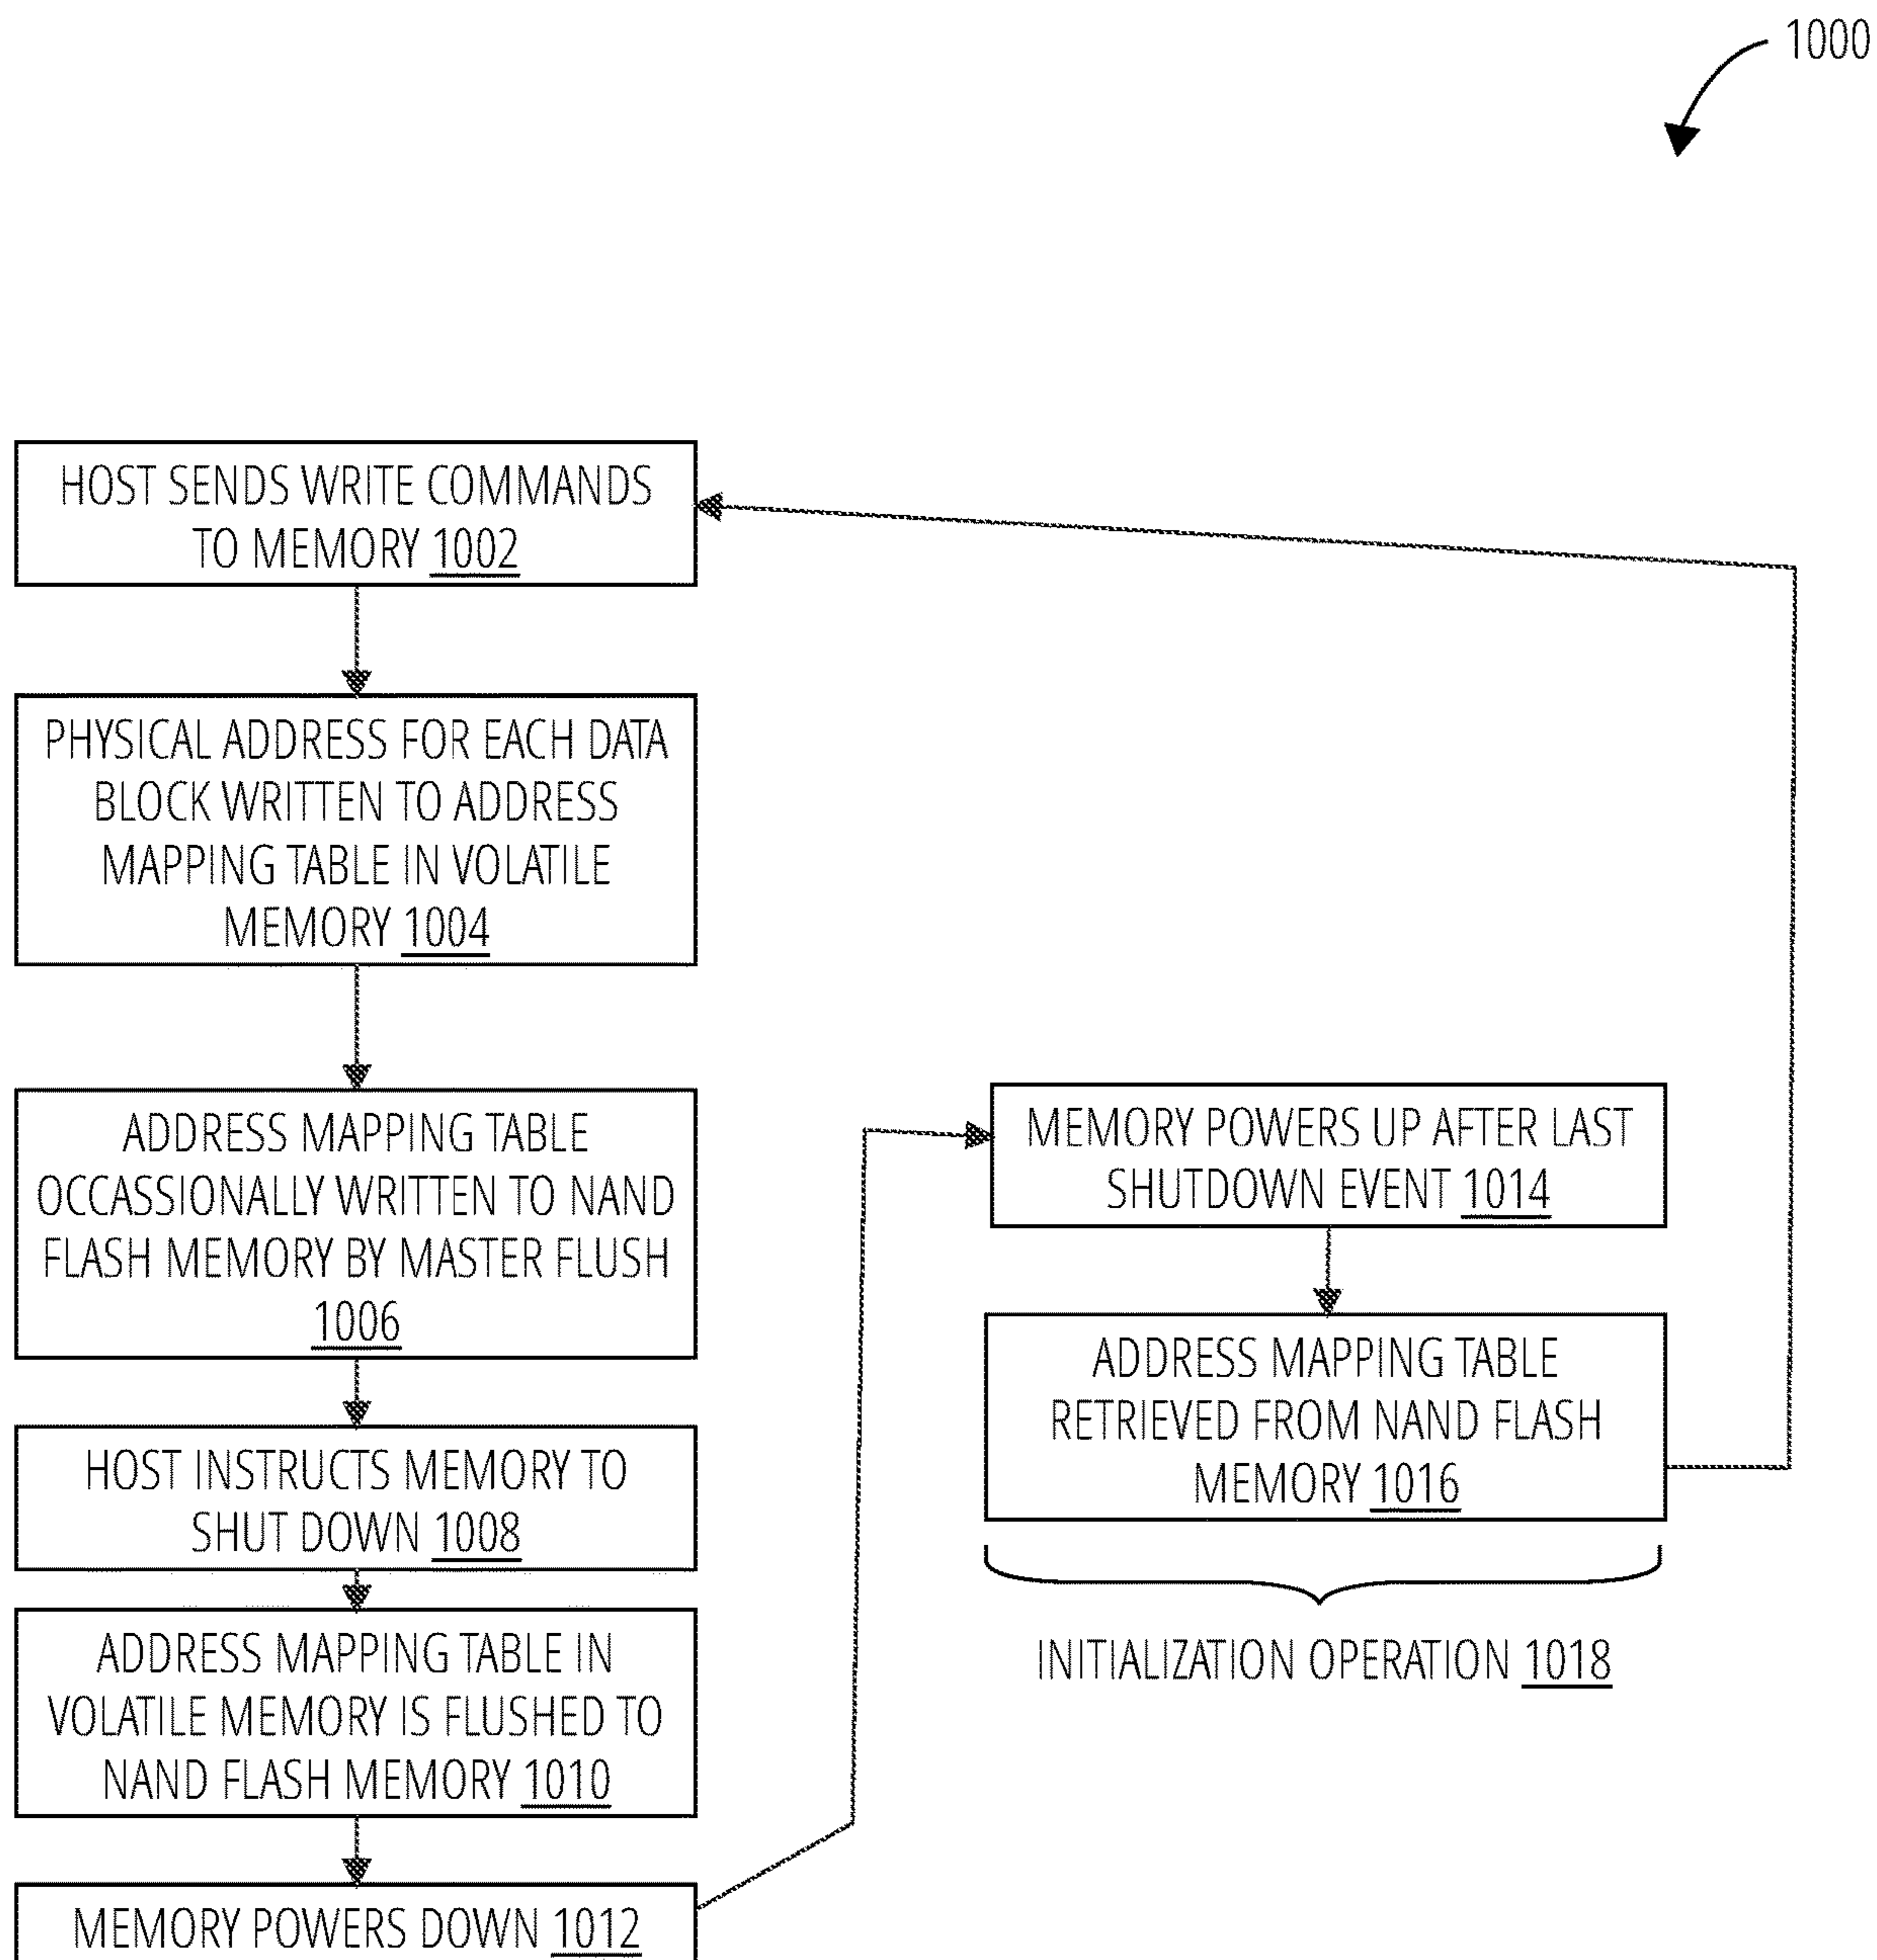 1000
HOST SENDS WRITE COMMANDS
TO MEMORY 1002
PHYSICAL ADDRESS FOR EACH DATA
BLOCK WRITTEN TO ADDRESS
MAPPING TABLE IN VOLATILE
MEMORY 1004
ADDRESS MAPPING TABLE
OCCASSIONALLY WRITTEN TO NAND
FLASH MEMORY BY MASTER FLUSH
1006
HOST INSTRUCTS MEMORY TO
SHUT DOWN 1008
ADDRESS MAPPING TABLE IN
VOLATILE MEMORY IS FLUSHED TO
NAND FLASH MEMORY 1010
MEMORY POWERS DOWN 1012
MEMORY POWERS UP AFTER LAST
SHUTDOWN EVENT 1014
ADDRESS MAPPING TABLE
RETRIEVED FROM NAND FLASH
MEMORY 1016
INITIALIZATION OPERATION 1018